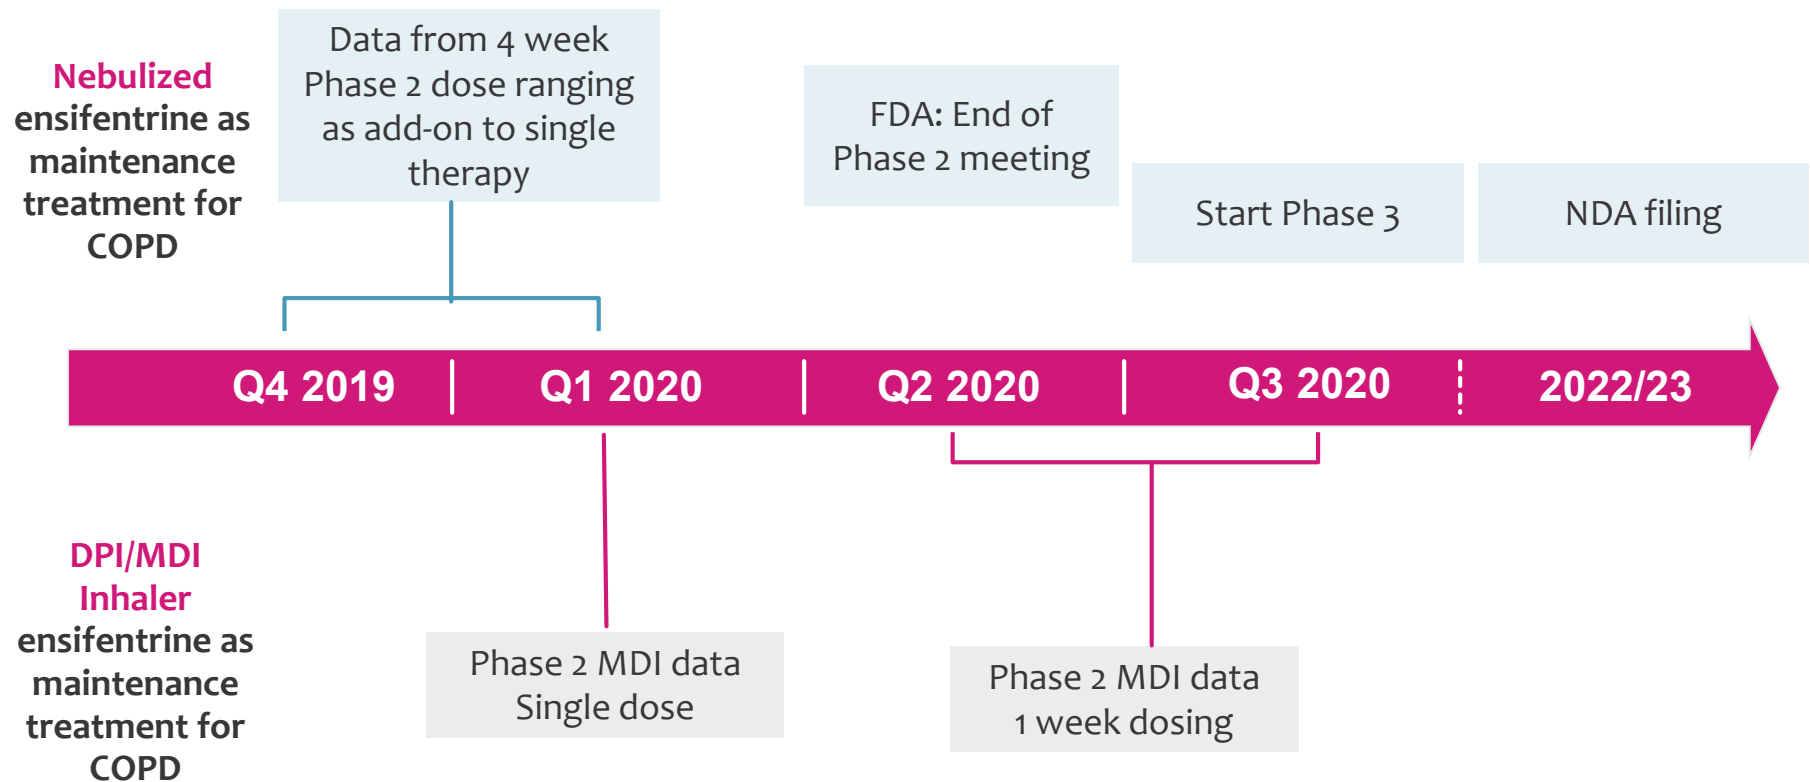 Nebulized
ensifentrine as
maintenance
treatment for
COPD
Data from 4 week
Phase 2 dose ranging
as add-on to single
therapy
FDA: End of
Phase 2 meeting
Start Phase 3
NDA filing
Q4 2019
Q1 2020
Q2 2020
Q3 2020
2022/23
DPI/MDI
Inhaler
ensifentrine as
maintenance
treatment for
COPD
Phase 2 MDI data
Single dose
Phase 2 MDI data
1 week dosing